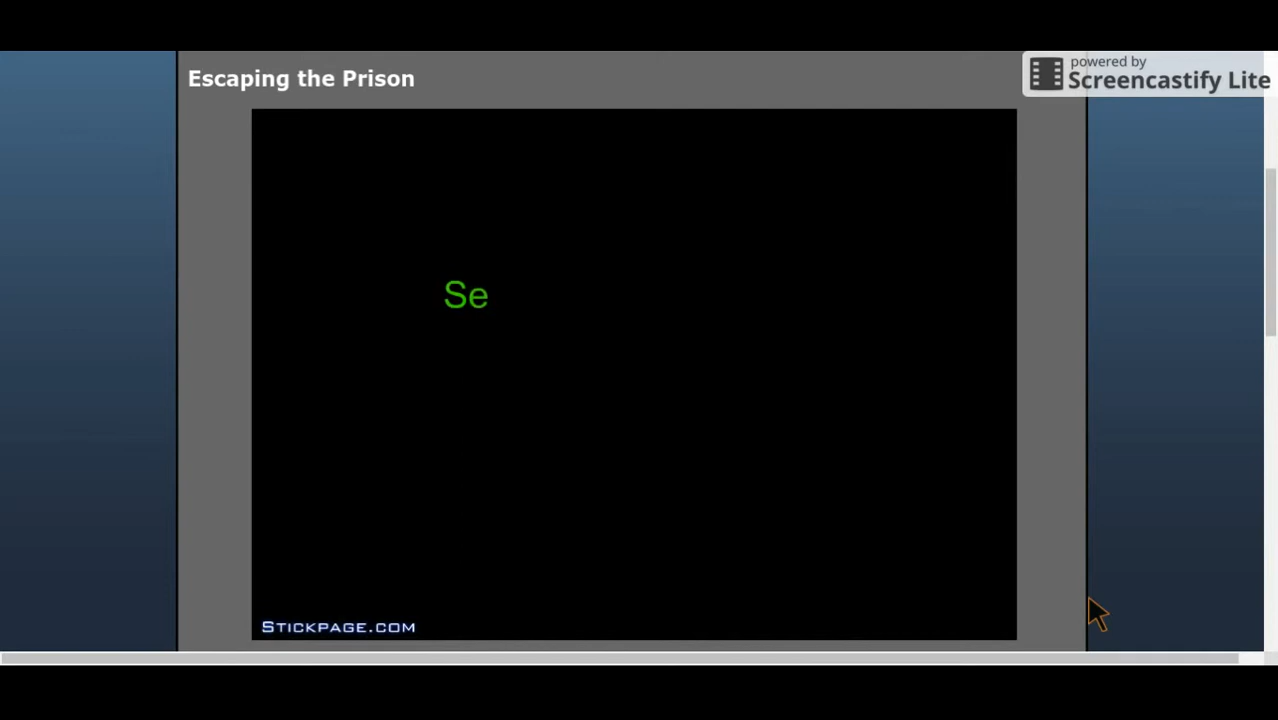 powered by
Screencastify Lite
Escaping the Prison
Se
STICKPAGE.COM